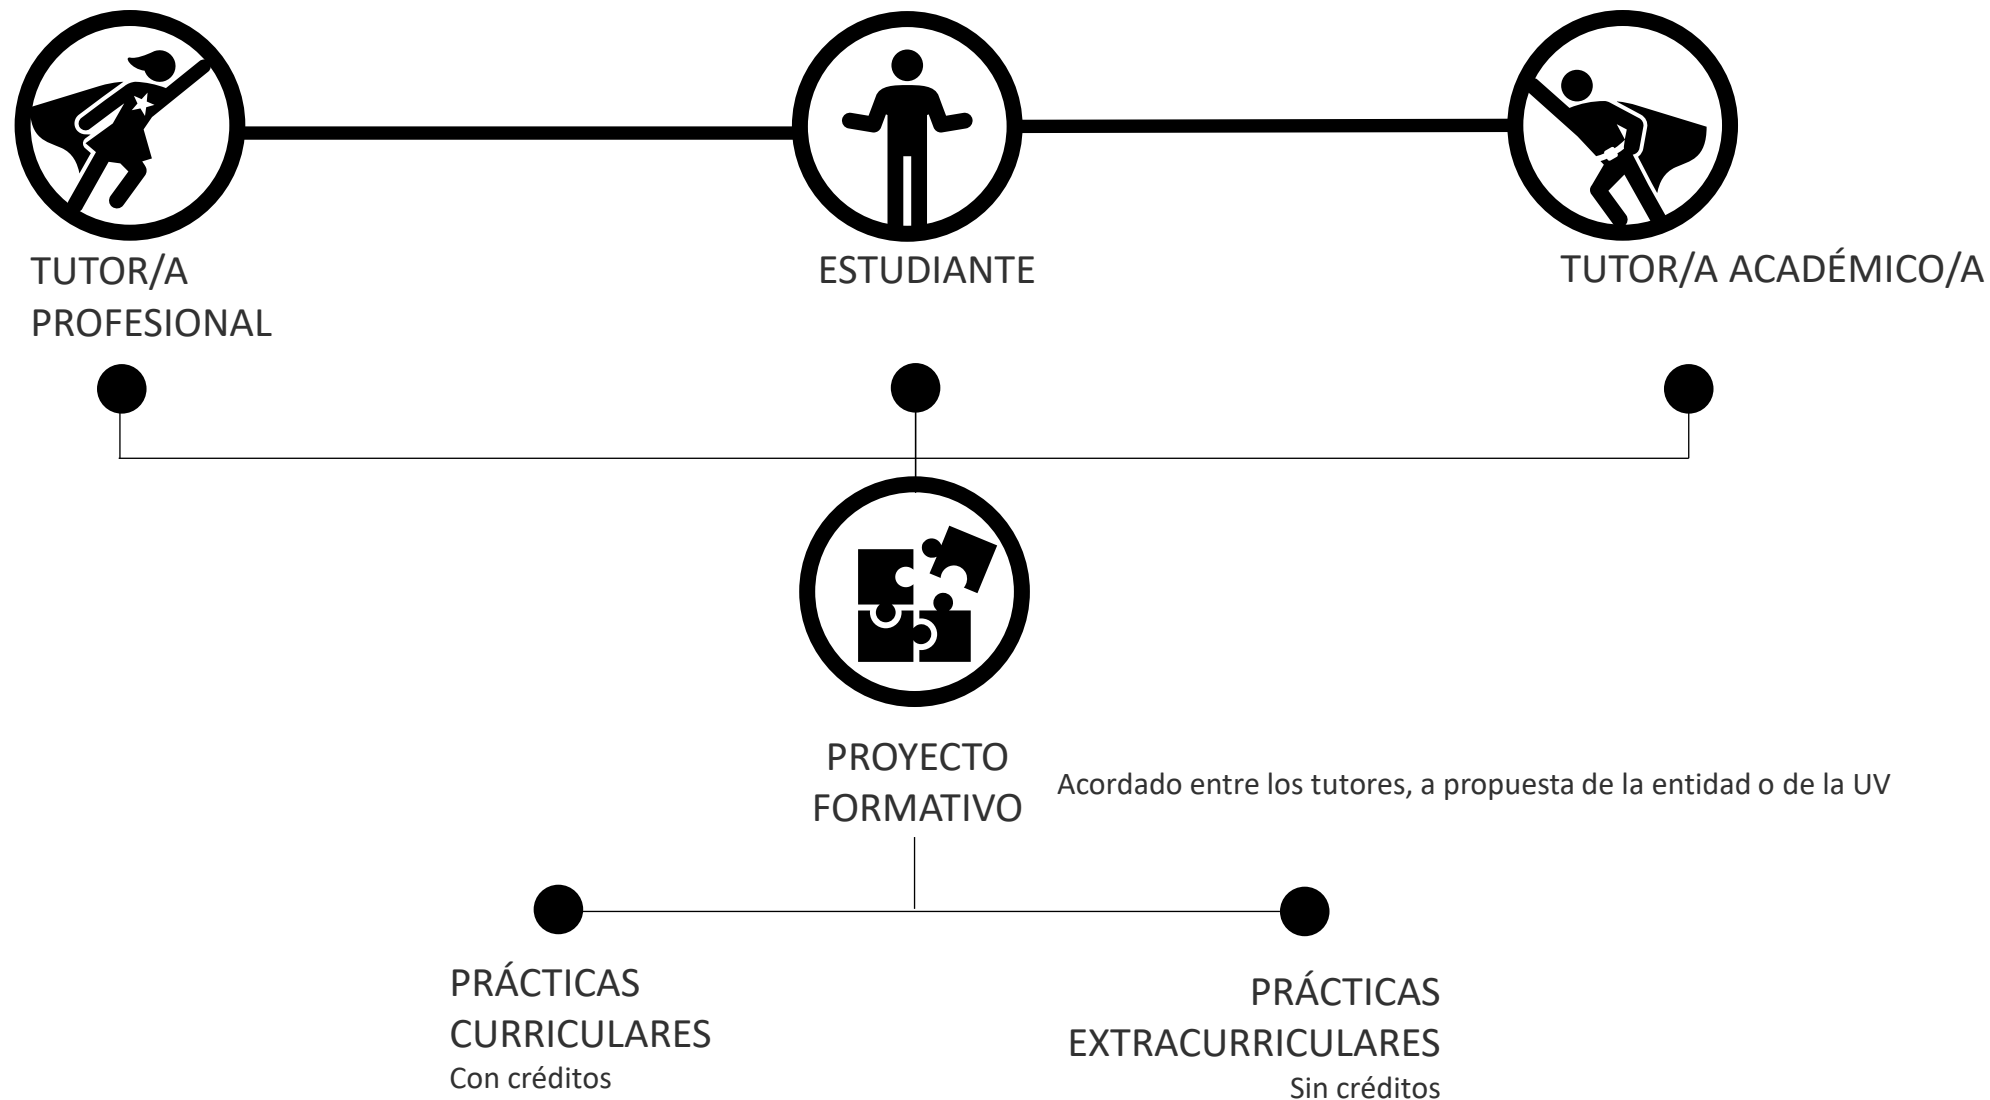 TUTOR/A
PROFESIONAL
ESTUDIANTE
TUTOR/A ACADÉMICO/A
PROYECTO
FORMATIVO
Acordado entre los tutores, a propuesta de la entidad o de la UV
PRÁCTICAS
CURRICULARES
Con créditos
PRÁCTICAS
EXTRACURRICULARES
Sin créditos